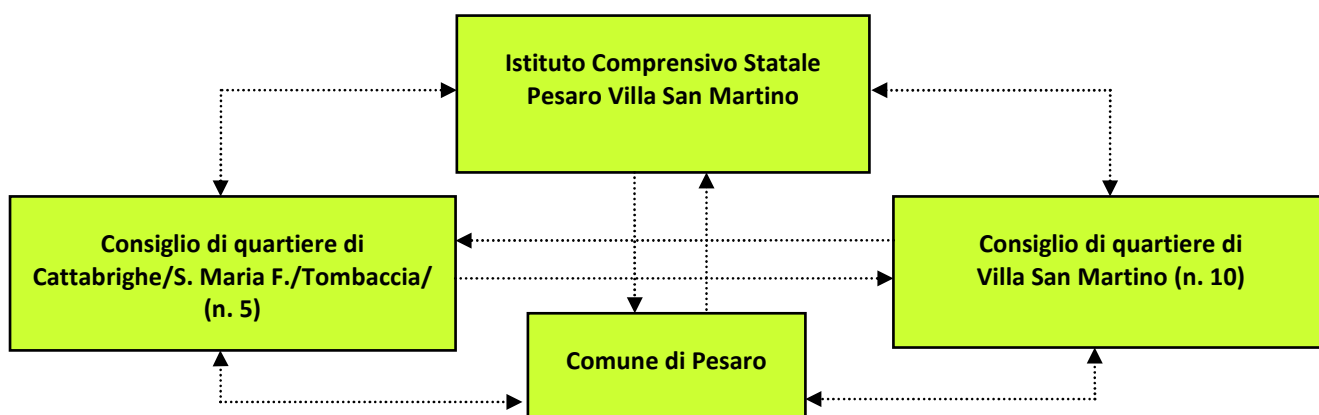 Istituto Comprensivo Statale
Pesaro Villa San Martino
Consiglio di quartiere di
Cattabrighe/S. Maria F./Tombaccia/
(n. 5)
Consiglio di quartiere di
Villa San Martino (n. 10)
Comune di Pesaro